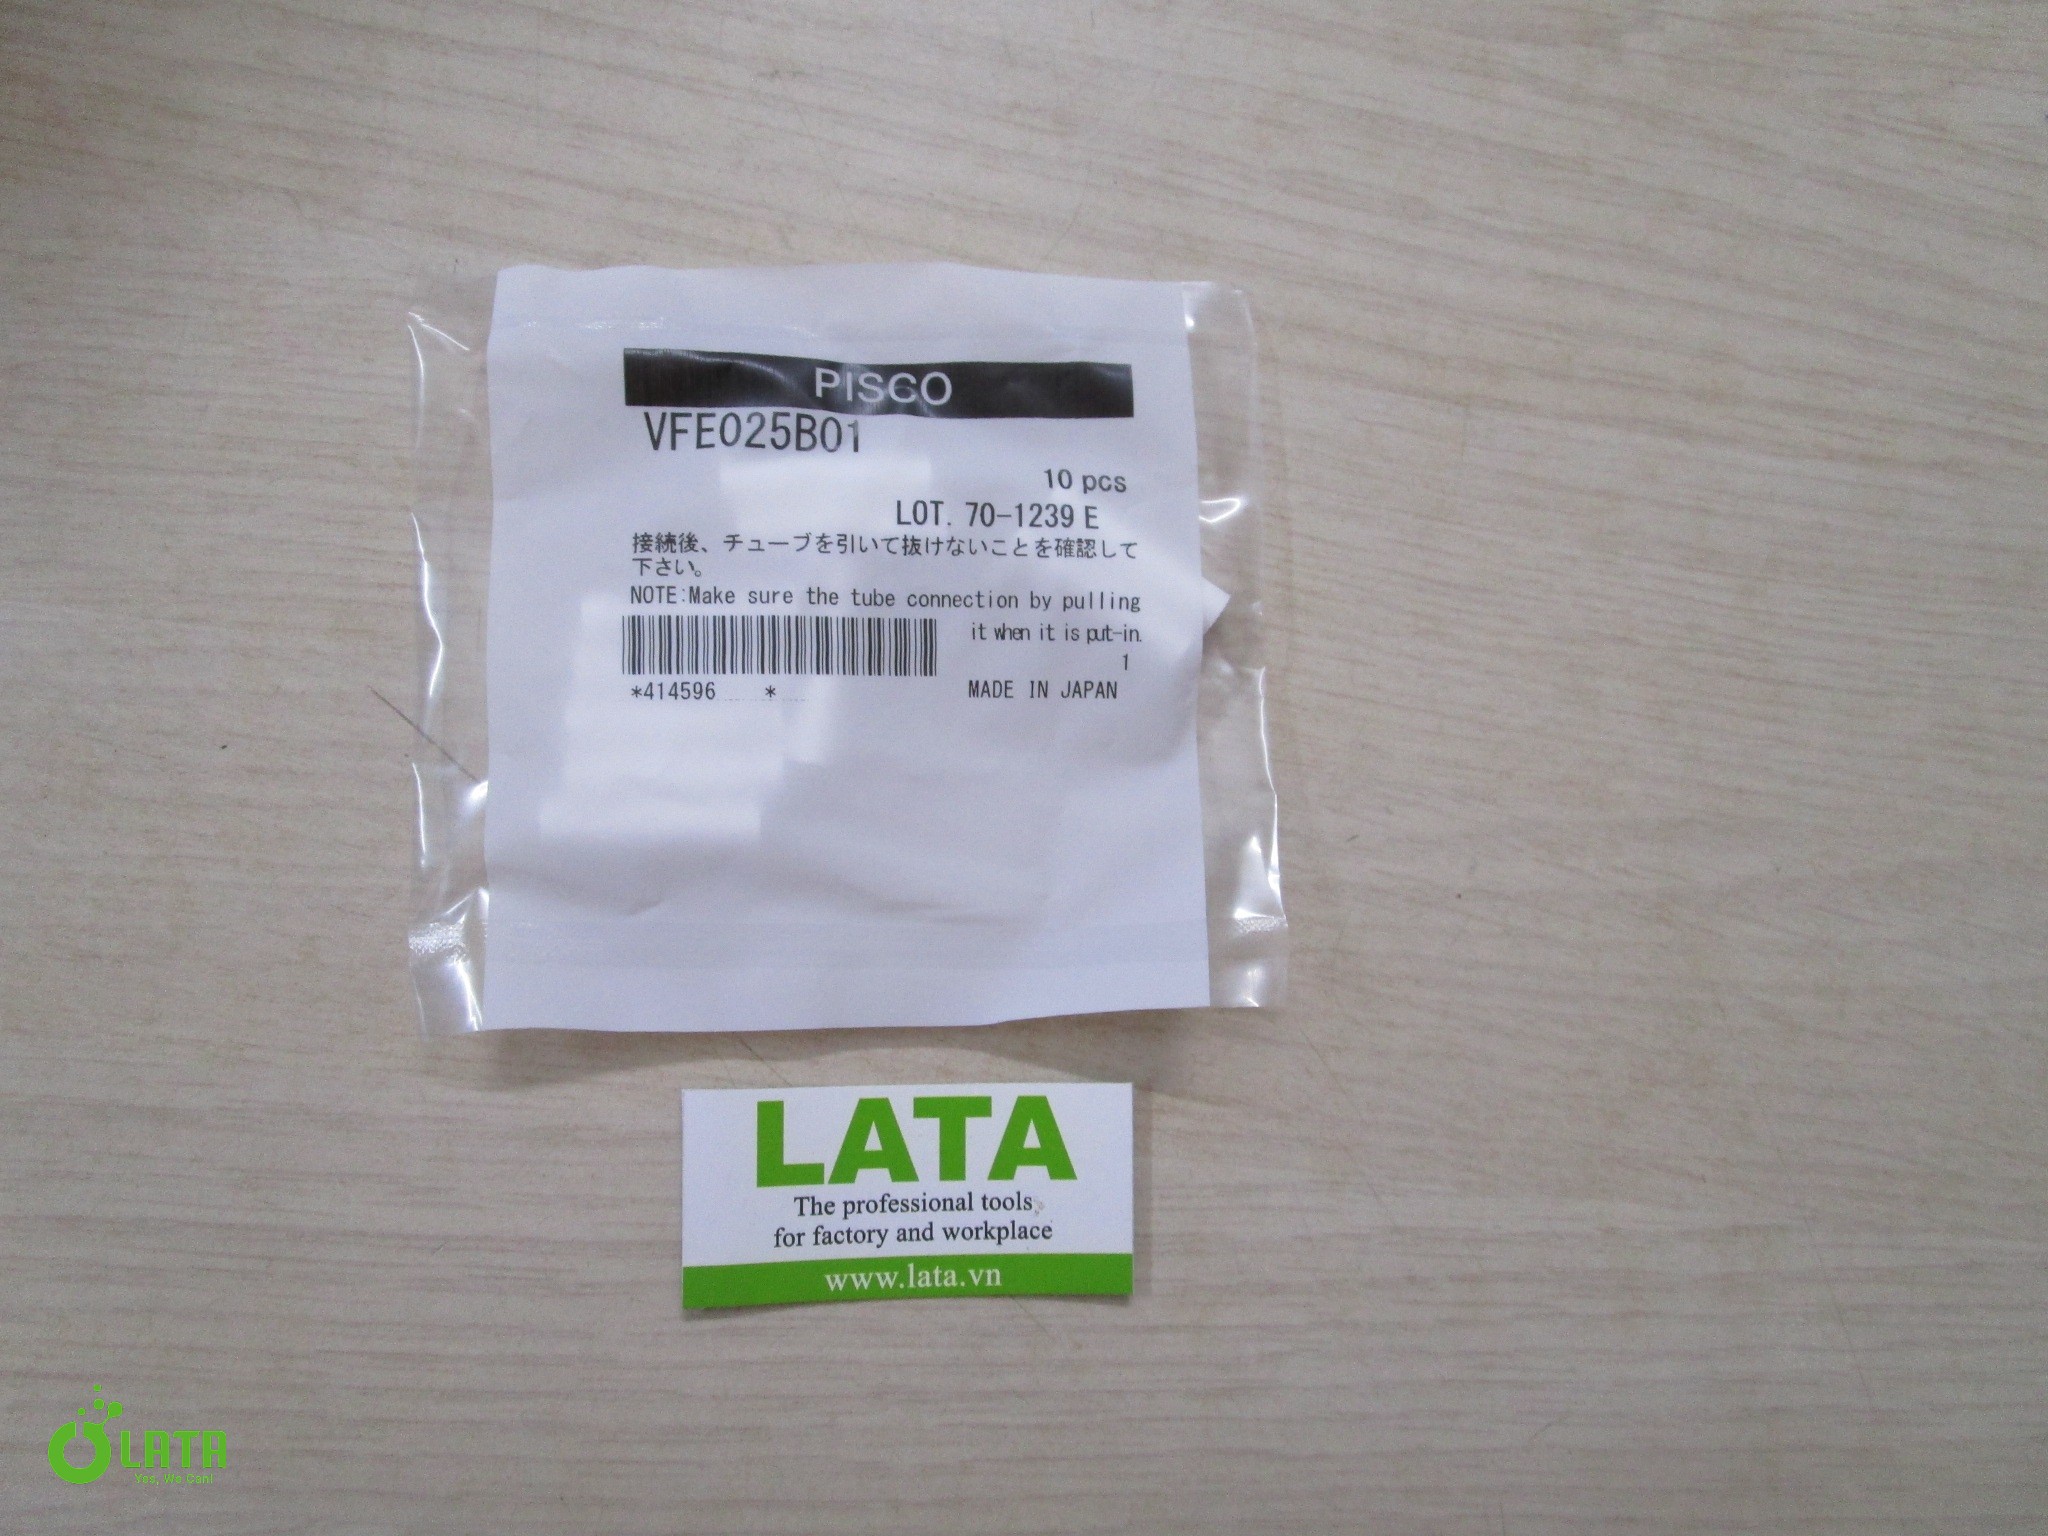 PISCO
VFE025B01
10 pcs
LOT. 70-1239 E
接続後、チューブを引いて抜けないことを確認して
下さい。
NOTE:Make sure the tube connection by pulling
it when it is put-in.
1
*414596 *
MADE IN JAPAN
LATA
The professional tools
for factory and workplace
www.lata.vn
LATA
Yes, We Can!